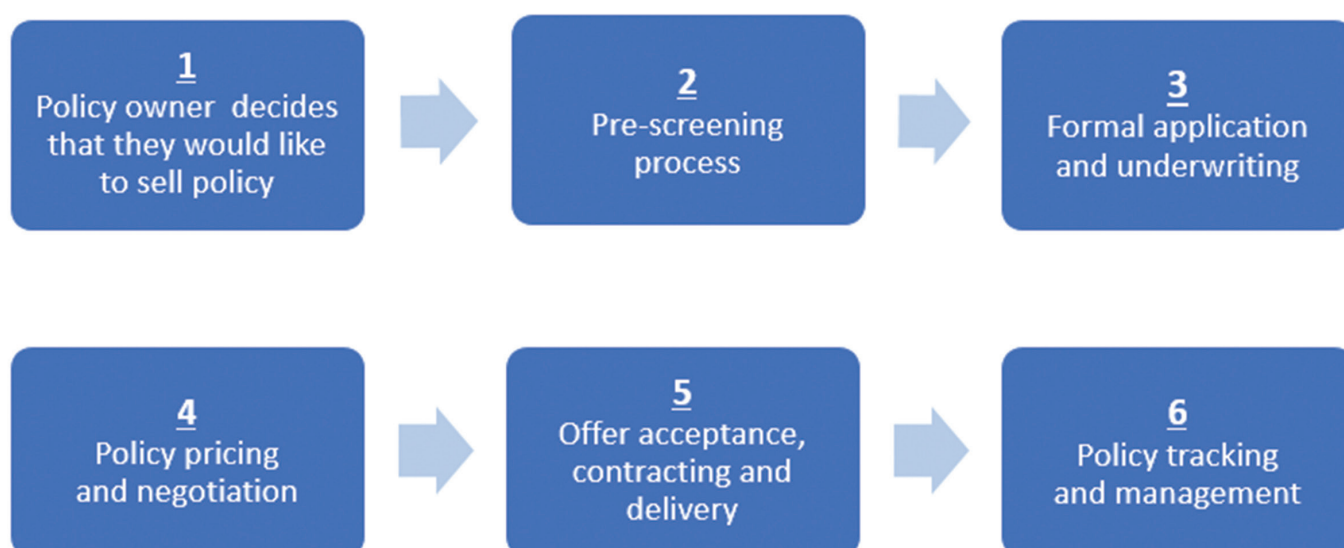 1
Policy owner decides
that they would like
to sell policy
2
Pre-screening
process
3
Formal application
and underwriting
4
Policy pricing
and negotiation
5
Offer acceptance,
contracting and
delivery
6
Policy tracking
and management